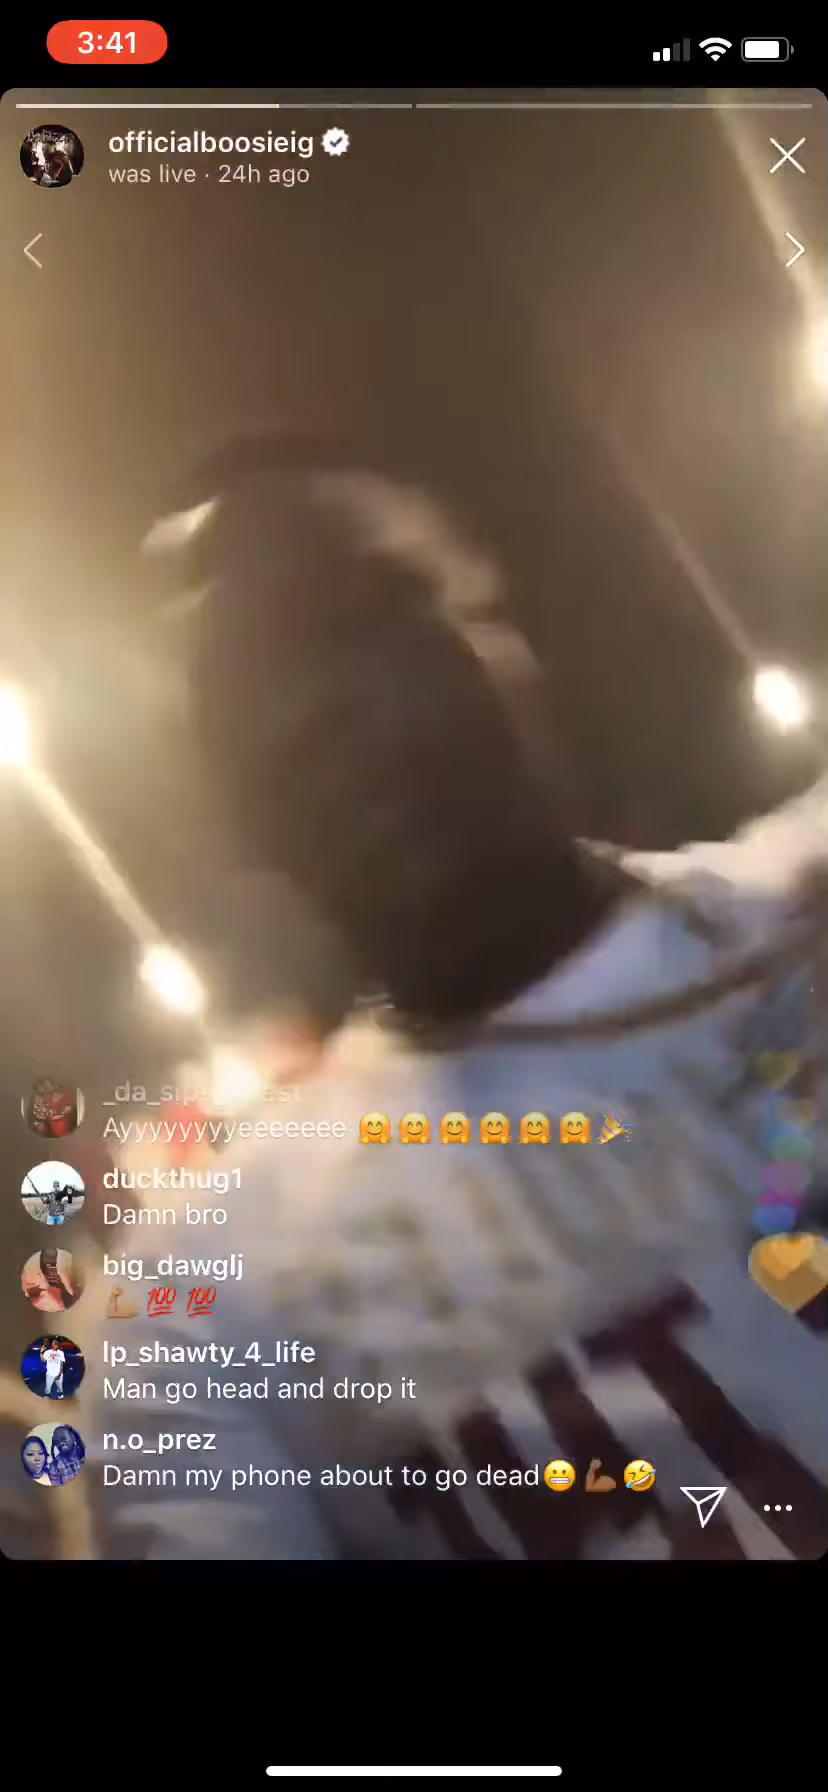 3:41
officialboosieig
was live · 24h ago
Ayyyyyyyyeeeeeee 🤗🤗🤗🤗🤗🤗🎉
duckthug1
Damn bro
big_dawglj
💪🏽 💯 💯
lp_shawty_4_life
Man go head and drop it
n.o_prez
Damn my phone about to go dead😬💪🏾🤣